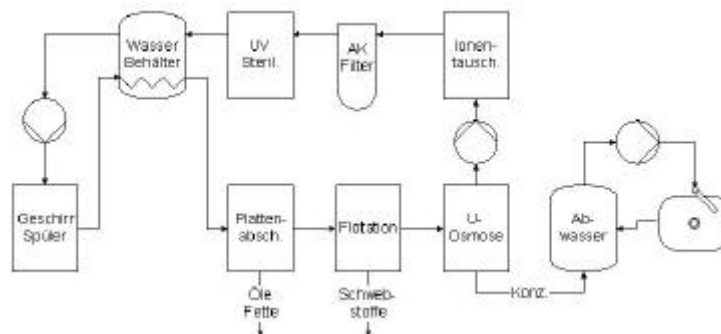 Wasser
Behälter
UV
Steril.
AK
Filter
Ionen-
tausch.
Geschirr
Spüler
Platten-
absch.
Flotation
U-
Osmose
Ab-
wasser
Öle
Fette
Schweb-
stoffe
Konz.